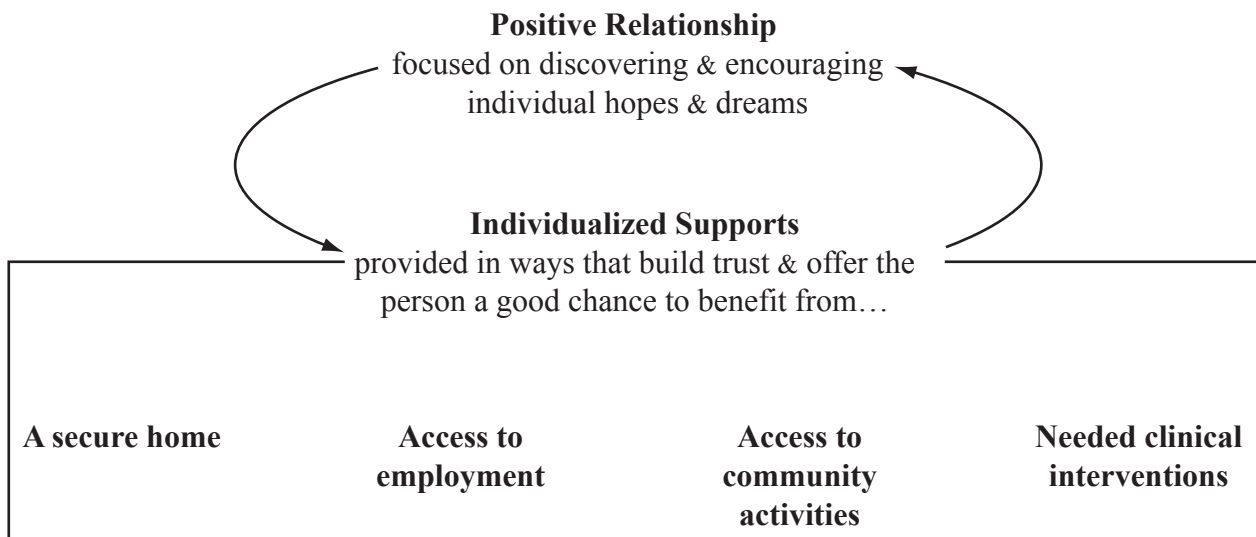 Positive Relationship
focused on discovering & encouraging
individual hopes & dreams
Individualized Supports
provided in ways that build trust & offer the
person a good chance to benefit from…
A secure home
Access to
employment
Access to
community
activities
Needed clinical
interventions